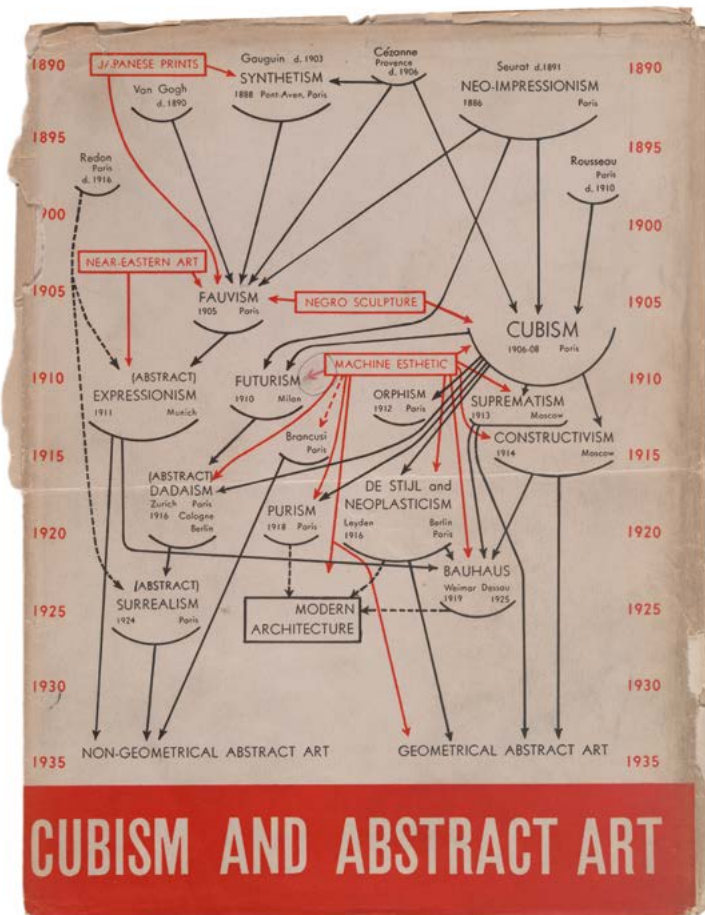 1890
JAPANESE PRINTS
Gauguin d. 1903
SYNTHETISM
1888 Pont-Aven, Paris
Cézanne
Provence
d. 1906
Seurat d.1891
NEO-IMPRESSIONISM
1886 Paris
1890
Van Gogh
d. 1890
1895
1895
Redon
Paris
d. 1916
Rousseau
Paris
d. 1910
1900
1900
NEAR-EASTERN ART
1905
FAUVISM
1905 Paris
NEGRO SCULPTURE
1905
CUBISM
1906-08 Paris
1910
(ABSTRACT)
EXPRESSIONISM
1911 Munich
FUTURISM
1910 Milan
MACHINE ESTHETIC
ORPHISM
1912 Paris
SUPREMATISM
1913 Moscow
1910
CONSTRUCTIVISM
1914 Moscow
Brancusi
Paris
1915
1915
(ABSTRACT)
DADAISM
Zurich Paris
1916 Cologne
Berlin
PURISM
1918 Paris
DE STIJL and
NEOPLASTICISM
Leyden Berlin
1916 Paris
1920
1920
BAUHAUS
Weimar Dessau
1919 1925
(ABSTRACT)
SURREALISM
1924 Paris
MODERN
ARCHITECTURE
1925
1925
1930
1930
1935
NON-GEOMETRICAL ABSTRACT ART
GEOMETRICAL ABSTRACT ART
1935
CUBISM AND ABSTRACT ART